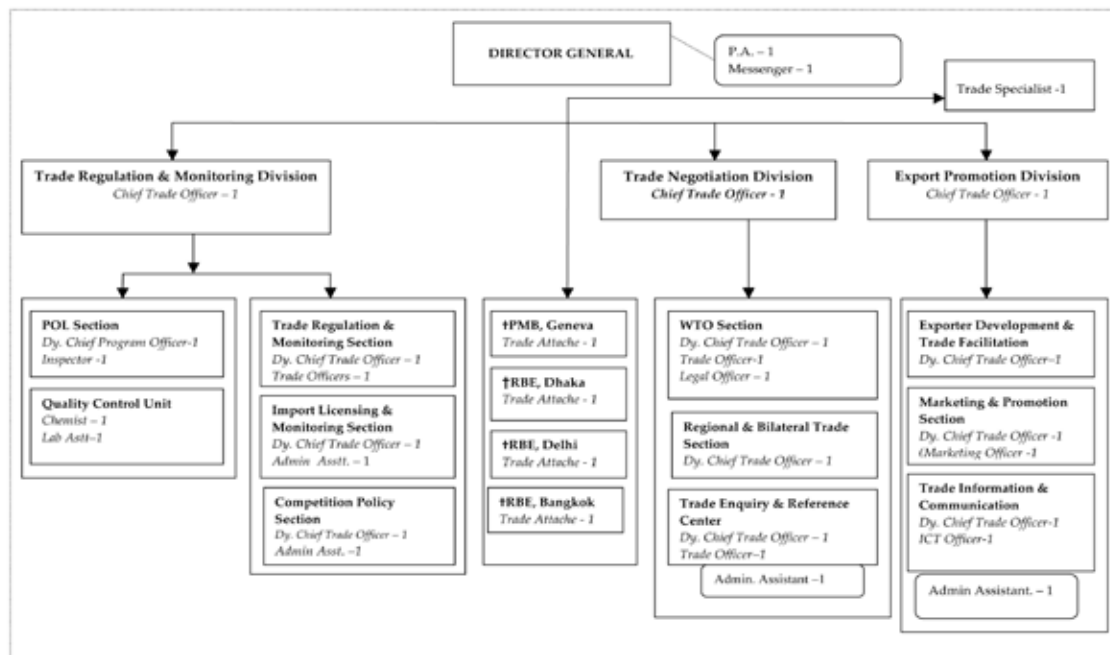 DIRECTOR GENERAL
P.A. – 1
Messenger – 1
Trade Specialist -1
Trade Regulation & Monitoring Division
Chief Trade Officer – 1
Trade Negotiation Division
Chief Trade Officer - 1
Export Promotion Division
Chief Trade Officer - 1
POL Section
Dy. Chief Program Officer-1
Inspector -1
Quality Control Unit
Chemist – 1
Lab Astt–1
Trade Regulation &
Monitoring Section
Dy. Chief Trade Officer – 1
Trade Officers – 1
Import Licensing &
Monitoring Section
Dy. Chief Trade Officer – 1
Admin Asstt. – 1
Competition Policy
Section
Dy. Chief Trade Officer – 1
Admin Asst. –1
†PMB, Geneva
Trade Attache - 1
†RBE, Dhaka
Trade Attache - 1
†RBE, Delhi
Trade Attache - 1
†RBE, Bangkok
Trade Attache - 1
WTO Section
Dy. Chief Trade Officer – 1
Trade Officer-1
Legal Officer – 1
Regional & Bilateral Trade
Section
Dy. Chief Trade Officer – 1
Trade Enquiry & Reference
Center
Dy. Chief Trade Officer – 1
Trade Officer–1
Admin. Assistant –1
Exporter Development &
Trade Facilitation
Dy. Chief Trade Officer–1
Marketing & Promotion
Section
Dy. Chief Trade Officer -1
(Marketing Officer -1
Trade Information &
Communication
Dy. Chief Trade Officer-1
ICT Officer-1
Admin Assistant. – 1